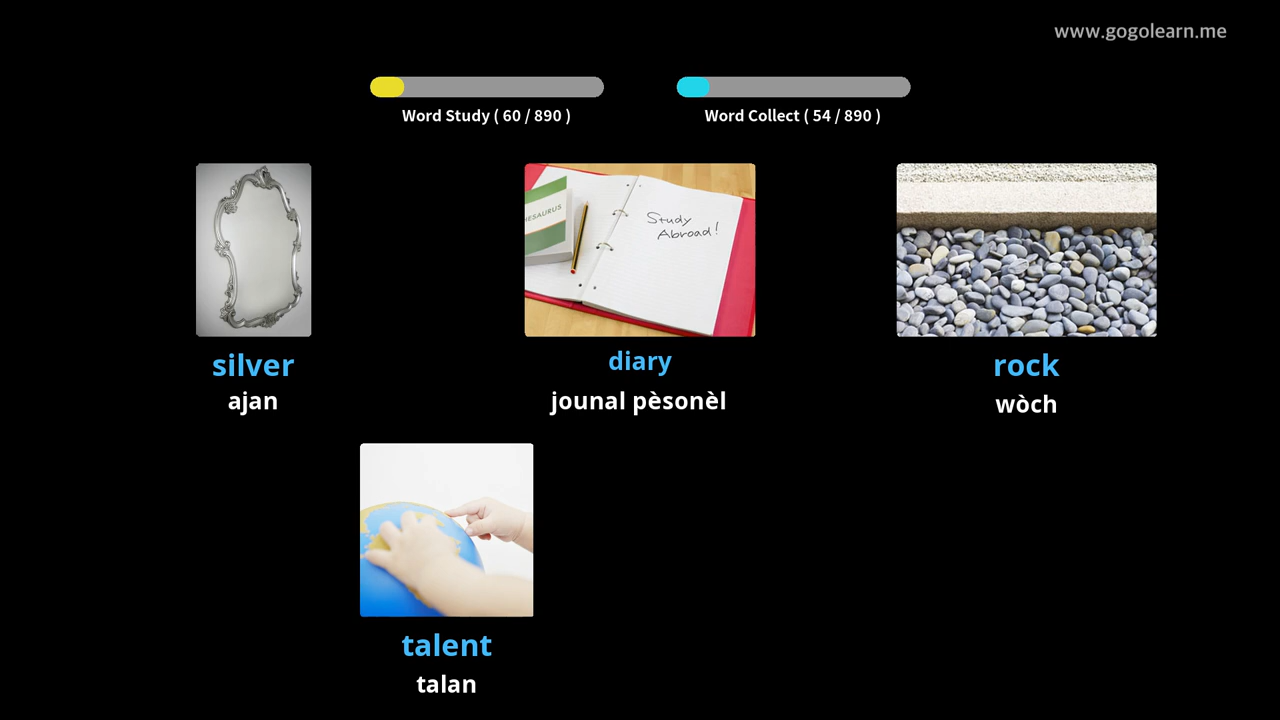 www.gogolearn.me
Word Study ( 60 / 890 )
Word Collect ( 54 / 890 )
HESAURUS
Study
Abroad!
silver
diary
rock
ajan
jounal pèsonèl
wòch
talent
talan